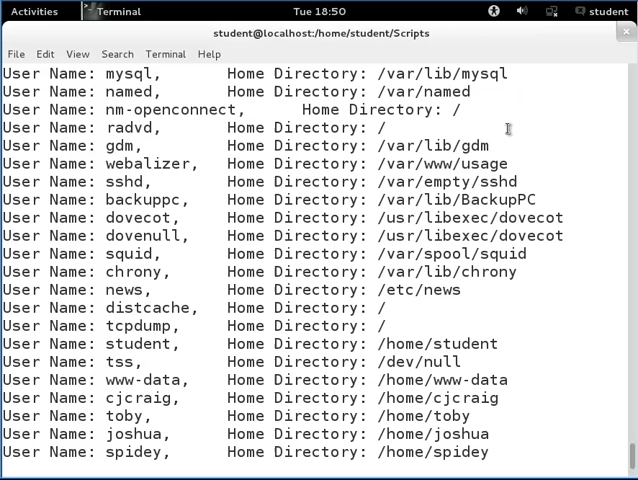 Activities Terminal Tue 18:50 student
student@localhost:/home/student/Scripts
File Edit View Search Terminal Help
User Name: mysql, Home Directory: /var/lib/mysql
User Name: named, Home Directory: /var/named
User Name: nm-openconnect, Home Directory: /
User Name: radvd, Home Directory: /
User Name: gdm, Home Directory: /var/lib/gdm
User Name: webalizer, Home Directory: /var/www/usage
User Name: sshd, Home Directory: /var/empty/sshd
User Name: backuppc, Home Directory: /var/lib/BackupPC
User Name: dovecot, Home Directory: /usr/libexec/dovecot
User Name: dovenull, Home Directory: /usr/libexec/dovecot
User Name: squid, Home Directory: /var/spool/squid
User Name: chrony, Home Directory: /var/lib/chrony
User Name: news, Home Directory: /etc/news
User Name: distcache, Home Directory: /
User Name: tcpdump, Home Directory: /
User Name: student, Home Directory: /home/student
User Name: tss, Home Directory: /dev/null
User Name: www-data, Home Directory: /home/www-data
User Name: cjcraig, Home Directory: /home/cjcraig
User Name: toby, Home Directory: /home/toby
User Name: joshua, Home Directory: /home/joshua
User Name: spidey, Home Directory: /home/spidey